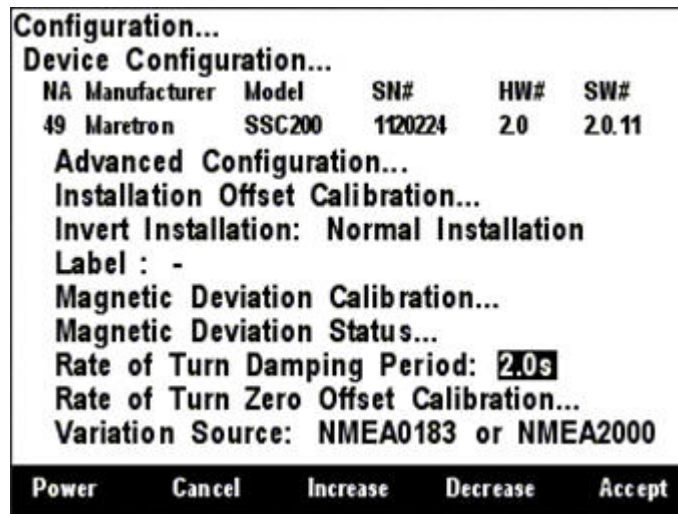 Configuration...
Device Configuration...
NA Manufacturer Model SN# HW# SW#
49 Maretron SSC200 1120224 2.0 2.0.11
Advanced Configuration...
Installation Offset Calibration...
Invert Installation: Normal Installation
Label : -
Magnetic Deviation Calibration...
Magnetic Deviation Status...
Rate of Turn Damping Period: 2.0s
Rate of Turn Zero Offset Calibration...
Variation Source: NMEA0183 or NMEA2000
Power Cancel Increase Decrease Accept